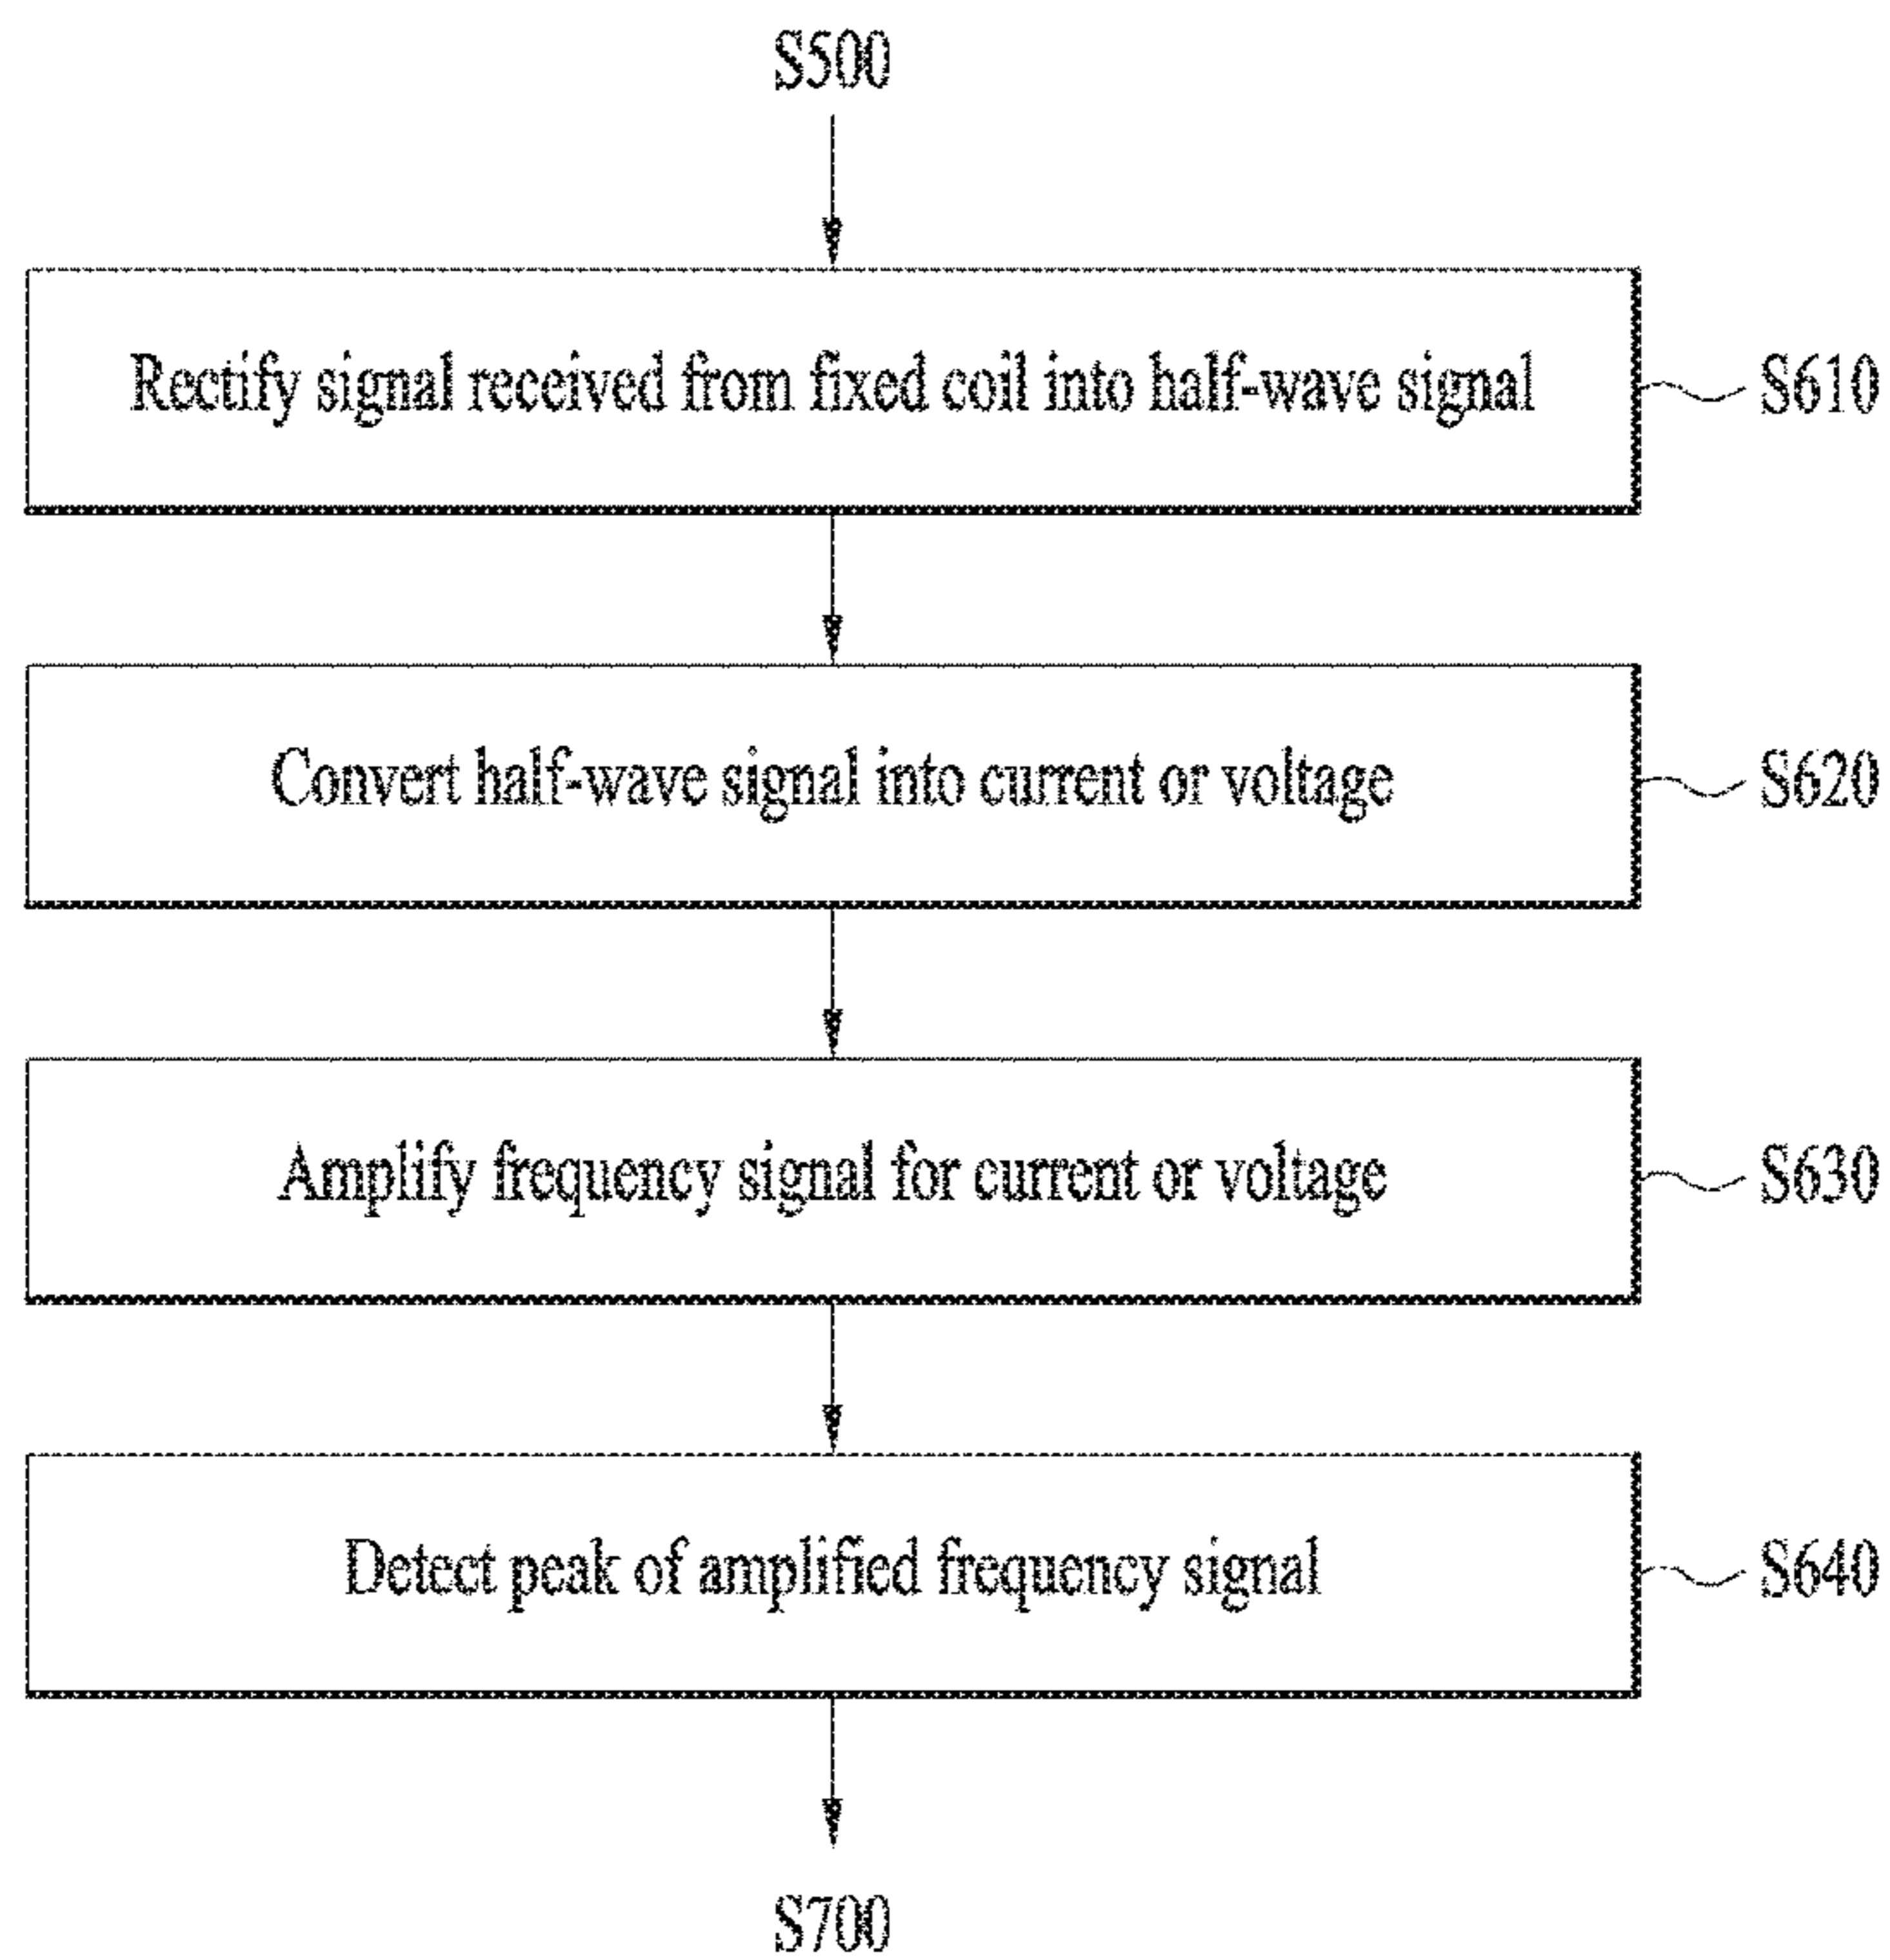 S500
Rectify signal received from fixed coil into half-wave signal
S610
Convert half-wave signal into current or voltage
S620
Amplify frequency signal for current or voltage
S630
Detect peak of amplified frequency signal
S640
S700